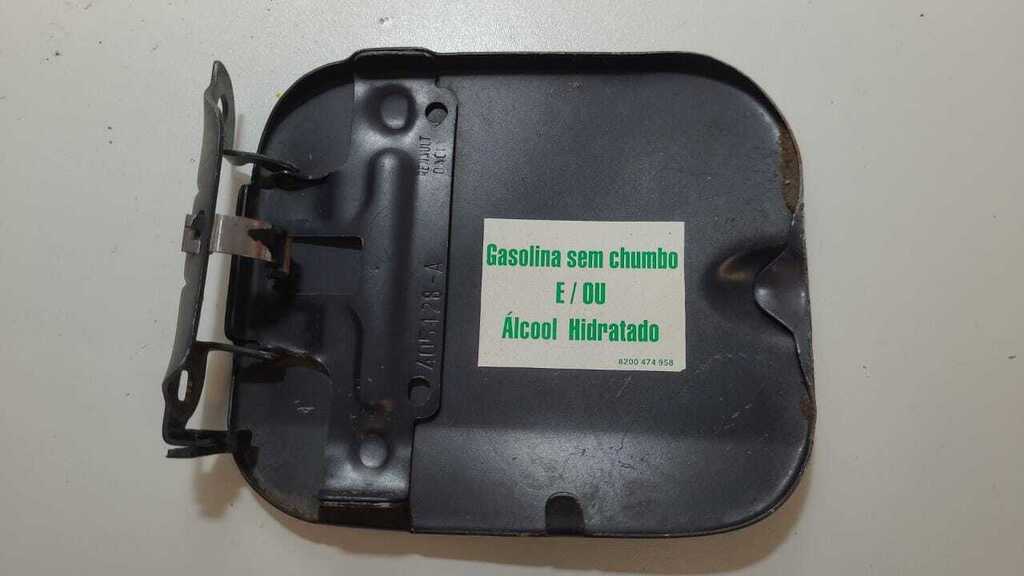 RENAULT
Gasolina sem chumbo
E / OU
Álcool Hidratado
8200 474 958